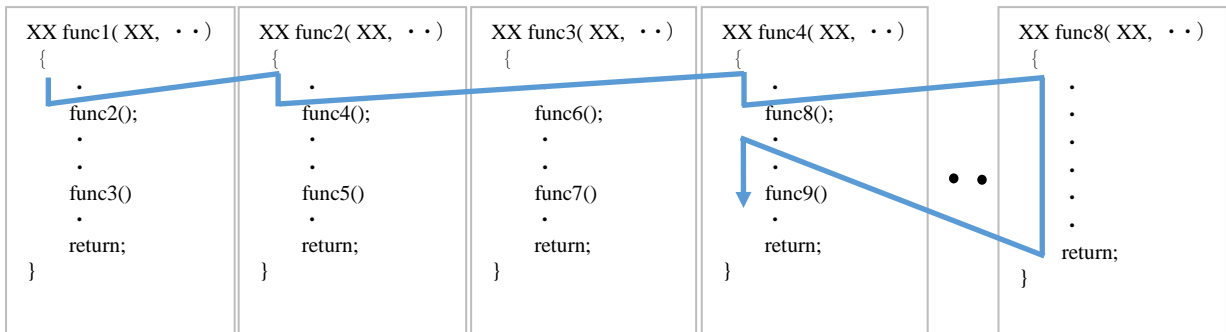 XX func1( XX, ・・)
{
・
func2();
・
・
func3()
・
return;
}
XX func2( XX, ・・)
{
・
func4();
・
・
func5()
・
return;
}
XX func3( XX, ・・)
{
・
func6();
・
・
func7()
・
return;
}
XX func4( XX, ・・)
{
・
func8();
・
・
func9()
・
return;
}
• •
XX func8( XX, ・・)
{
・
・
・
・
・
・
return;
}